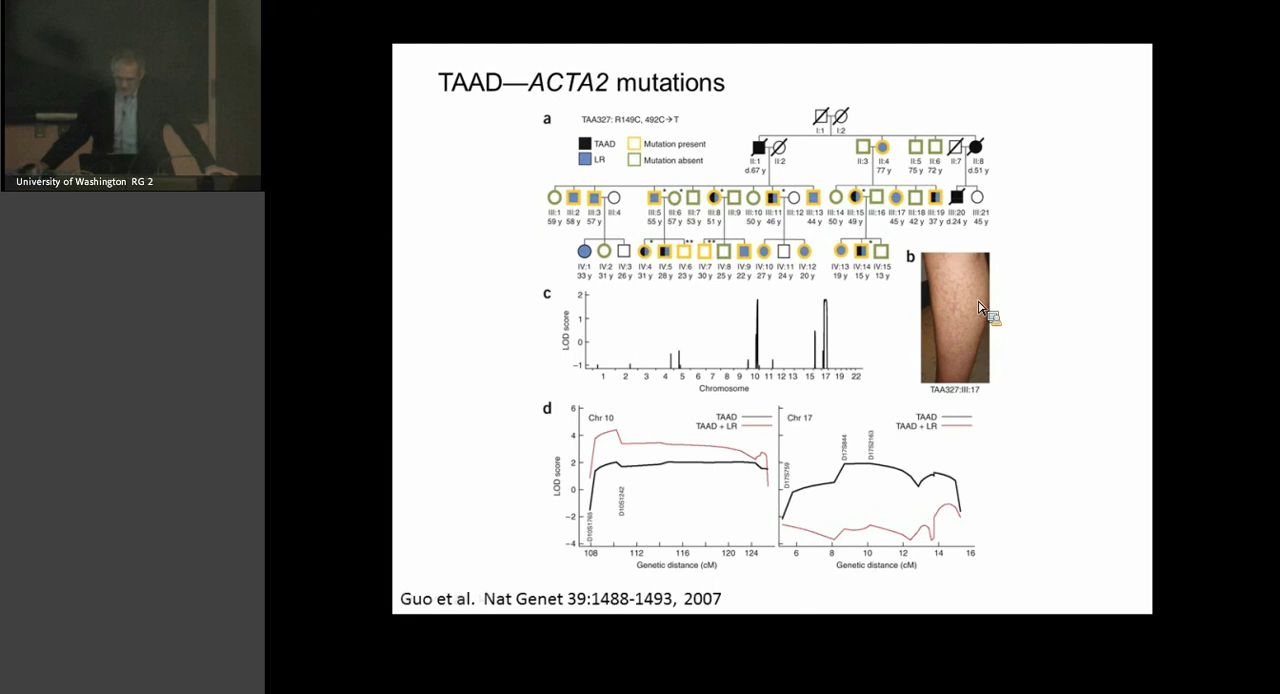 University of Washington RG 2
TAAD—ACTA2 mutations
a
TAA327: R149C, 492C→T
TAAD
LR
Mutation present
Mutation absent
I:1 I:2
II:1 II:2 II:3 II:4 II:5 II:6 II:7 II:8
d.67 y 77 y 75 y 72 y d.51 y
III:1 III:2 III:3 III:4 III:5 III:6 III:7 III:8 III:9 III:10 III:11 III:12 III:13 III:14 III:15 III:16 III:17 III:18 III:19 III:20 III:21
59 y 58 y 57 y 55 y 57 y 53 y 51 y 50 y 46 y 44 y 50 y 49 y 45 y 42 y 37 y d.24 y 45 y
IV:1 IV:2 IV:3 IV:4 IV:5 IV:6 IV:7 IV:8 IV:9 IV:10 IV:11 IV:12 IV:13 IV:14 IV:15
33 y 31 y 26 y 31 y 28 y 23 y 30 y 25 y 22 y 27 y 24 y 20 y 19 y 15 y 13 y
b
TAA327:III:17
c
LOD score
2
1
0
−1
1 2 3 4 5 6 7 8 9 10 11 12 13 15 17 19 22
Chromosome
d
LOD score
6
4
2
0
−2
−4
Chr 10
TAAD
TAAD + LR
D10S1242
108 112 116 120 124
Genetic distance (cM)
Chr 17
TAAD
TAAD + LR
D17S759
D17S844
6 8 10 12 14 16
Genetic distance (cM)
Guo et al. Nat Genet 39:1488-1493, 2007